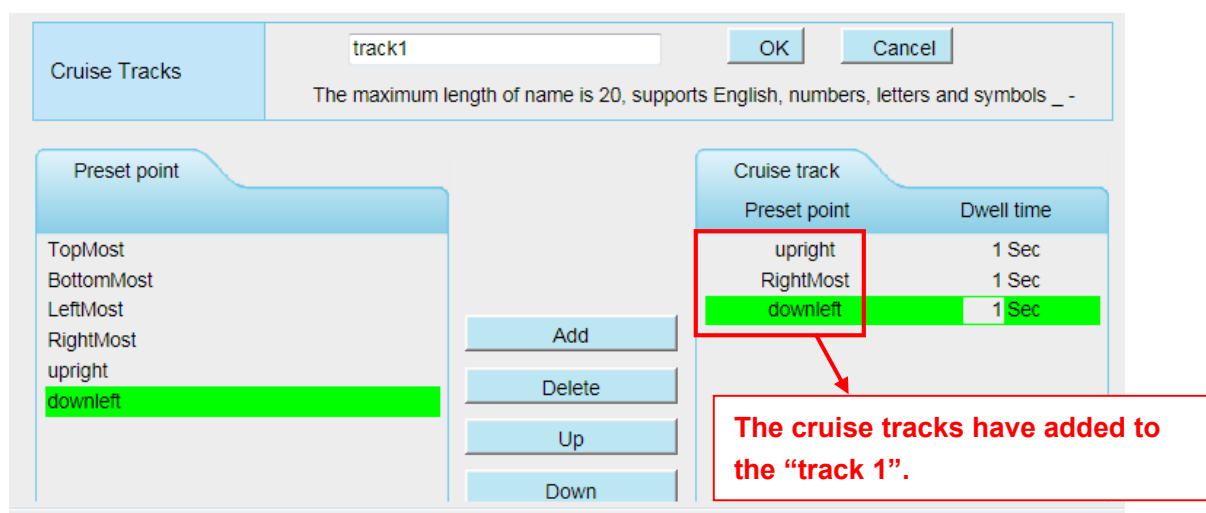 track1
OK
Cancel
Cruise Tracks
The maximum length of name is 20, supports English, numbers, letters and symbols _ -
Preset point
TopMost
BottomMost
LeftMost
RightMost
upright
downleft
Add
Delete
Up
Down
Cruise track
Preset point Dwell time
upright 1 Sec
RightMost 1 Sec
downleft 1 Sec
The cruise tracks have added to
the “track 1”.